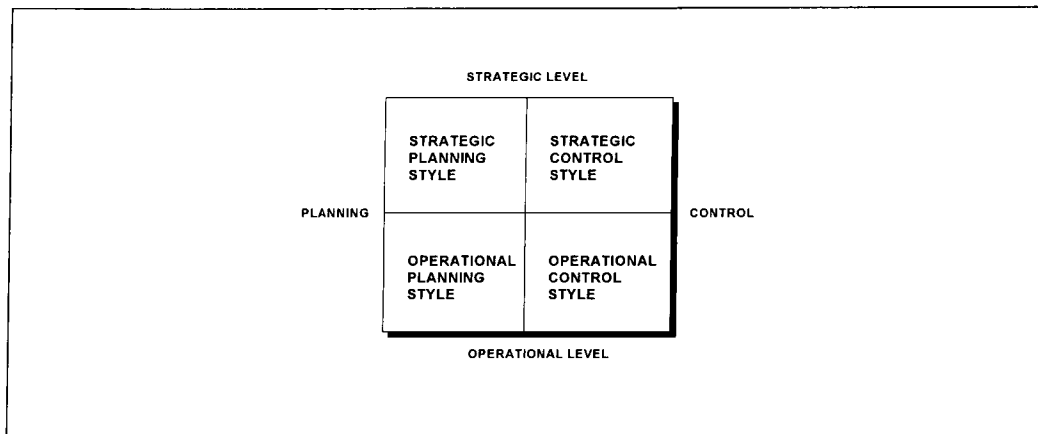 STRATEGIC LEVEL
STRATEGIC
PLANNING
STYLE
STRATEGIC
CONTROL
STYLE
PLANNING
CONTROL
OPERATIONAL
PLANNING
STYLE
OPERATIONAL
CONTROL
STYLE
OPERATIONAL LEVEL